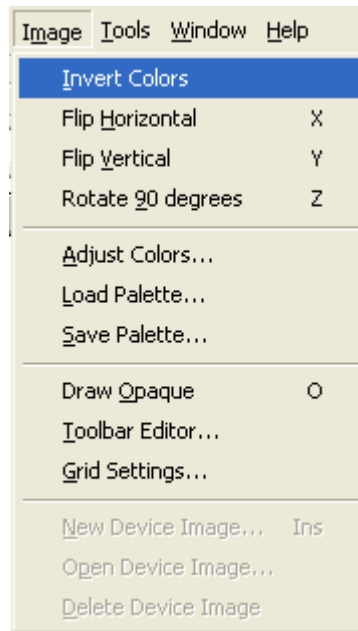 Image Tools Window Help
Invert Colors
Flip Horizontal X
Flip Vertical Y
Rotate 90 degrees Z
Adjust Colors...
Load Palette...
Save Palette...
Draw Opaque O
Toolbar Editor...
Grid Settings...
New Device Image... Ins
Open Device Image...
Delete Device Image